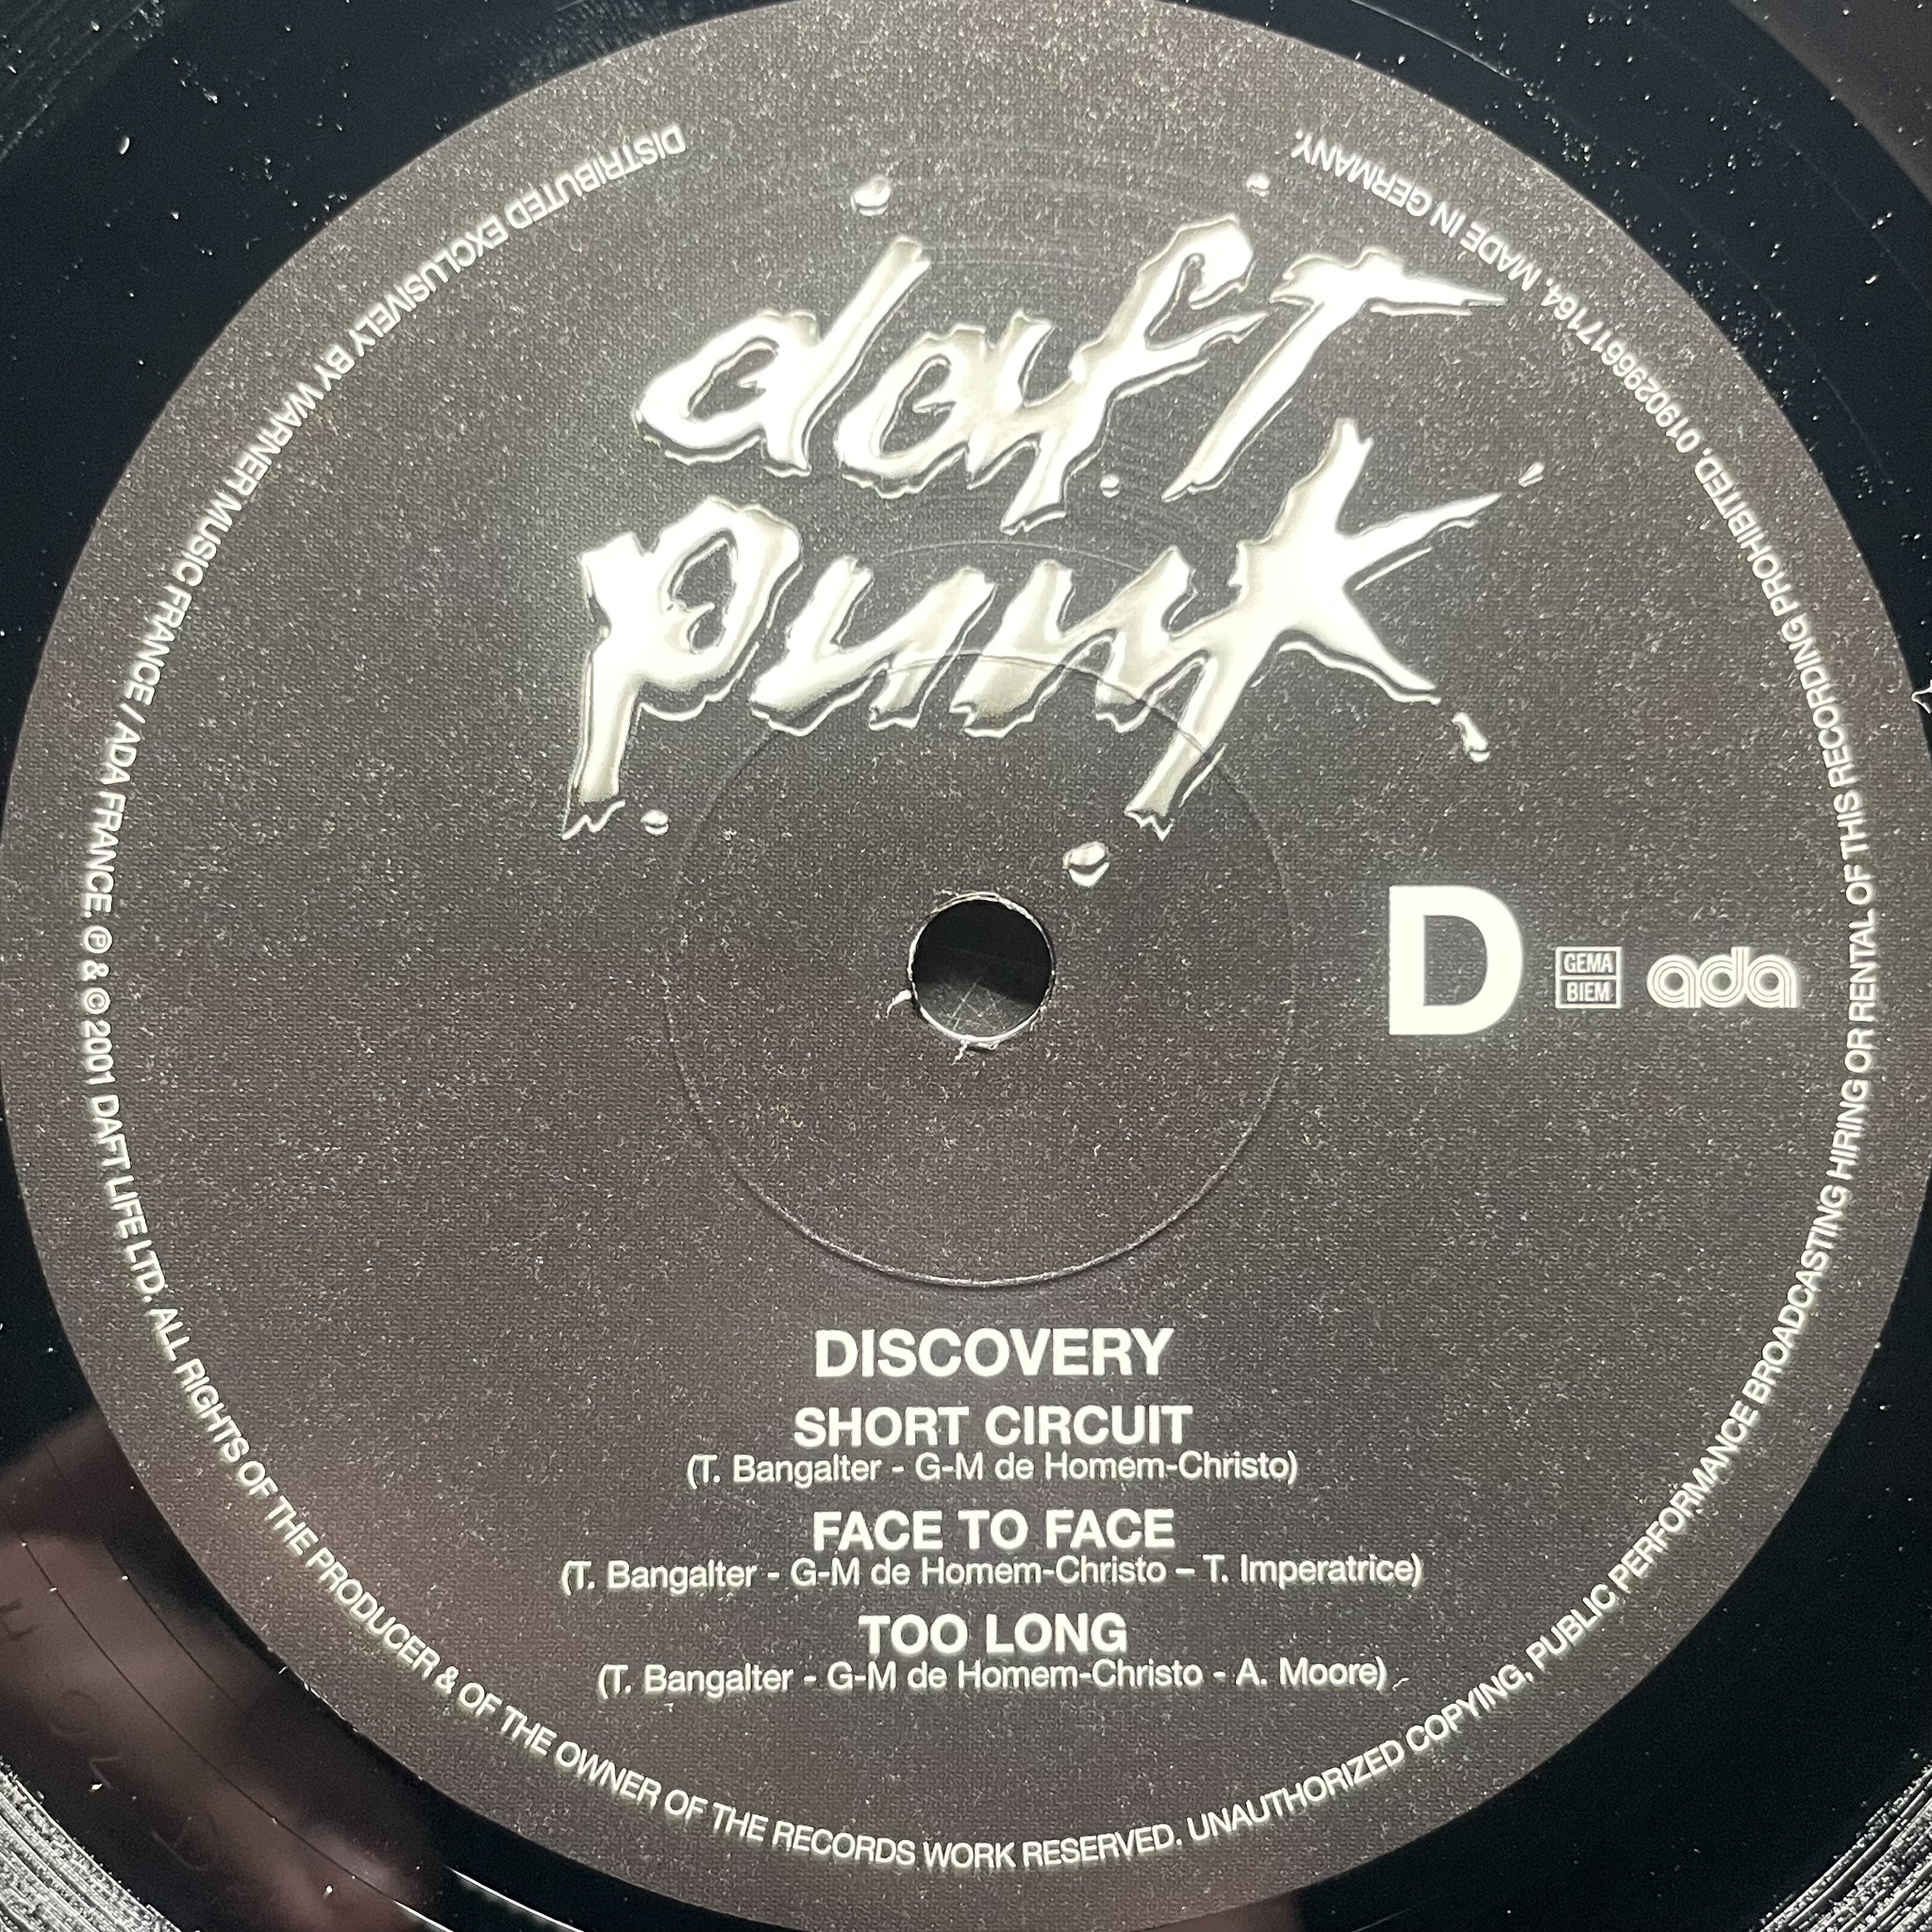 daft
punk
D
GEMA
BIEM
ada
DISCOVERY
SHORT CIRCUIT
(T. Bangalter - G-M de Homem-Christo)
FACE TO FACE
(T. Bangalter - G-M de Homem-Christo – T. Imperatrice)
TOO LONG
(T. Bangalter - G-M de Homem-Christo - A. Moore)
DISTRIBUTED EXCLUSIVELY BY WARNER MUSIC FRANCE / ADA FRANCE. ℗ & © 2001 DAFT LIFE LTD. ALL RIGHTS OF THE PRODUCER & OF THE OWNER OF THE RECORDS WORK RESERVED. UNAUTHORIZED COPYING, PUBLIC PERFORMANCE BROADCASTING HIRING OR RENTAL OF THIS RECORDING PROHIBITED. 0190296617164. MADE IN GERMANY.